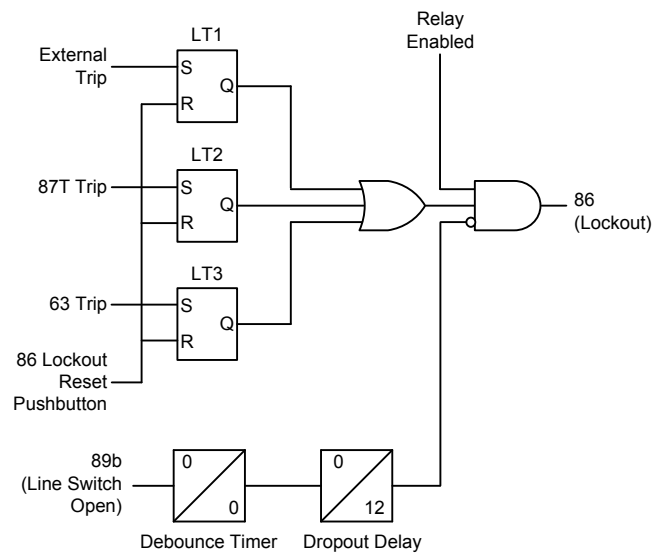 LT1
External
Trip
S
R
Q
Relay
Enabled
LT2
87T Trip
S
R
Q
86
(Lockout)
LT3
63 Trip
S
R
Q
86 Lockout
Reset
Pushbutton
89b
(Line Switch
Open)
0
0
0
12
Debounce Timer
Dropout Delay